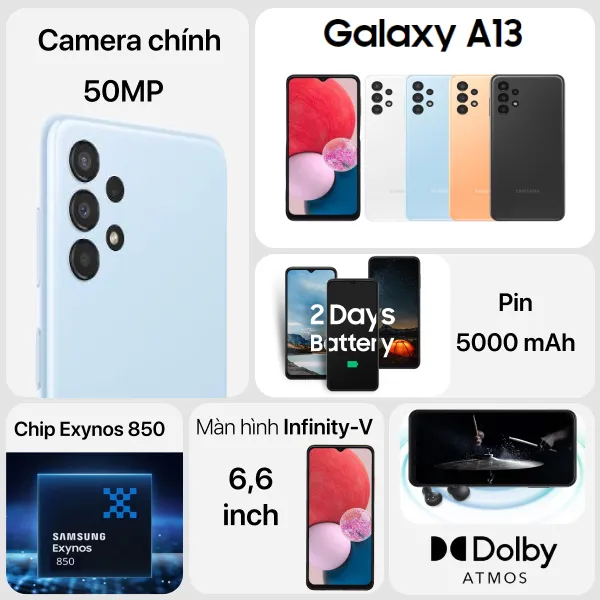 Camera chính
50MP
Galaxy A13
SAMSUNG
2 Days
Battery
Pin
5000 mAh
Chip Exynos 850
SAMSUNG
Exynos
850
Màn hình Infinity-V
6,6
inch
Dolby
ATMOS